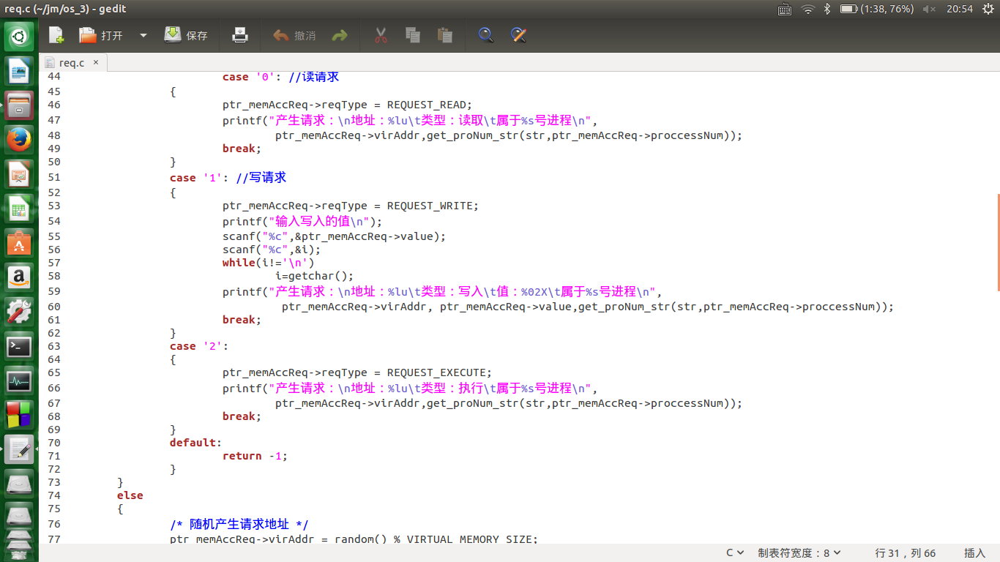 req.c (~/jm/os_3) - gedit
(1:38, 76%)
20:54
打开
保存
撤消
req.c ×
44 case '0': //读请求
45 {
46 ptr_memAccReq->reqType = REQUEST_READ;
47 printf("产生请求：\n地址：%lu\t类型：读取\t属于%s号进程\n",
48 ptr_memAccReq->virAddr,get_proNum_str(str,ptr_memAccReq->proccessNum));
49 break;
50 }
51 case '1': //写请求
52 {
53 ptr_memAccReq->reqType = REQUEST_WRITE;
54 printf("输入写入的值\n");
55 scanf("%c",&ptr_memAccReq->value);
56 scanf("%c",&i);
57 while(i!='\n')
58 i=getchar();
59 printf("产生请求：\n地址：%lu\t类型：写入\t值：%02X\t属于%s号进程\n",
60 ptr_memAccReq->virAddr, ptr_memAccReq->value,get_proNum_str(str,ptr_memAccReq->proccessNum));
61 break;
62 }
63 case '2':
64 {
65 ptr_memAccReq->reqType = REQUEST_EXECUTE;
66 printf("产生请求：\n地址：%lu\t类型：执行\t属于%s号进程\n",
67 ptr_memAccReq->virAddr,get_proNum_str(str,ptr_memAccReq->proccessNum));
68 break;
69 }
70 default:
71 return -1;
72 }
73 }
74 else
75 {
76 /* 随机产生请求地址 */
77 ptr_memAccReq->virAddr = random() % VIRTUAL_MEMORY_SIZE;
C
制表符宽度：8
行 31，列 66
插入